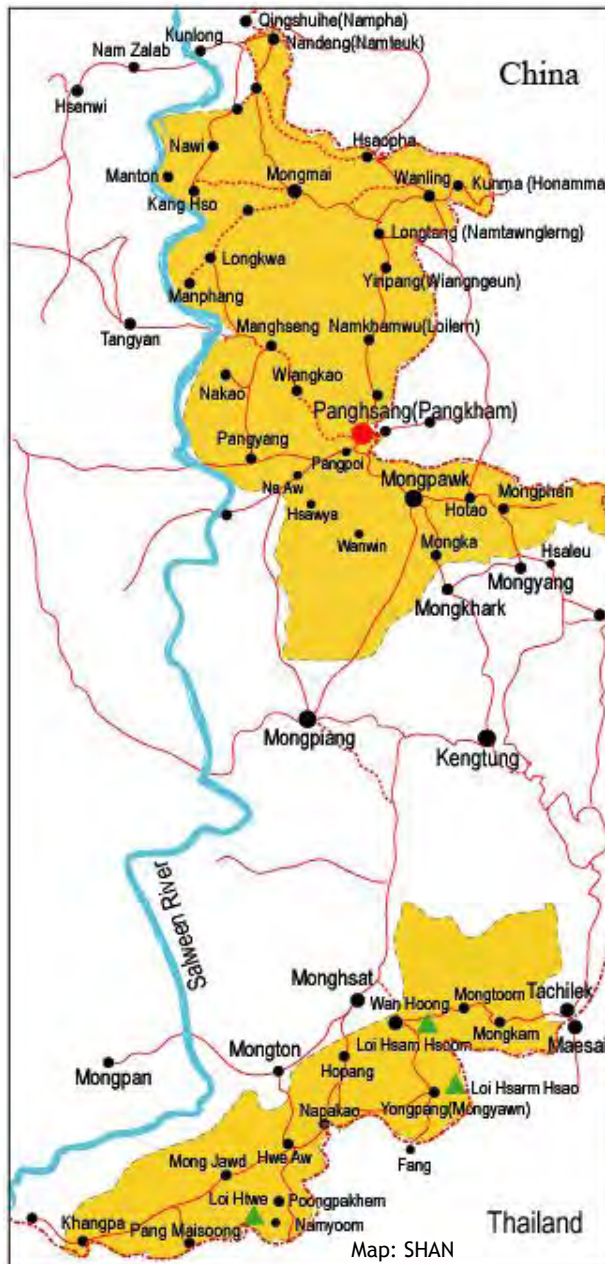 Qingshuihe(Nampha)
Kunlong
Nandeng(Namteuk)
Nam Zalab
China
Hsenwi
Nawi
Hsaopha
Manton
Mongmai
Wanling
Kunma (Honamma)
Kang Hso
Longtang (Namtawnglerng)
Longkwa
Yinpang(Wiangngeun)
Manphang
Tangyan
Manghseng
Namkhamwu(Loilern)
Wiangkao
Nakao
Panghsang(Pangkham)
Pangyang
Pangpoi
Na Aw
Mongpawk
Mongphen
Hsawya
Hotao
Wanwin
Mongka
Hsaleu
Mongyang
Mongkhark
Mongpiang
Kengtung
Salween River
Monghsat
Wan Hoong
Mongtoom
Tachilek
Mongkarn
Maesai
Loi Hsam Hsoom
Mongton
Mongpan
Hopang
Loi Hsarm Hsao
Yongpang(Mongyawn)
Napakao
Hwe Aw
Fang
Mong Jawd
Loi Htwe
Poongpakhem
Namyoom
Khangpa
Pang Maisoong
Thailand
Map: SHAN